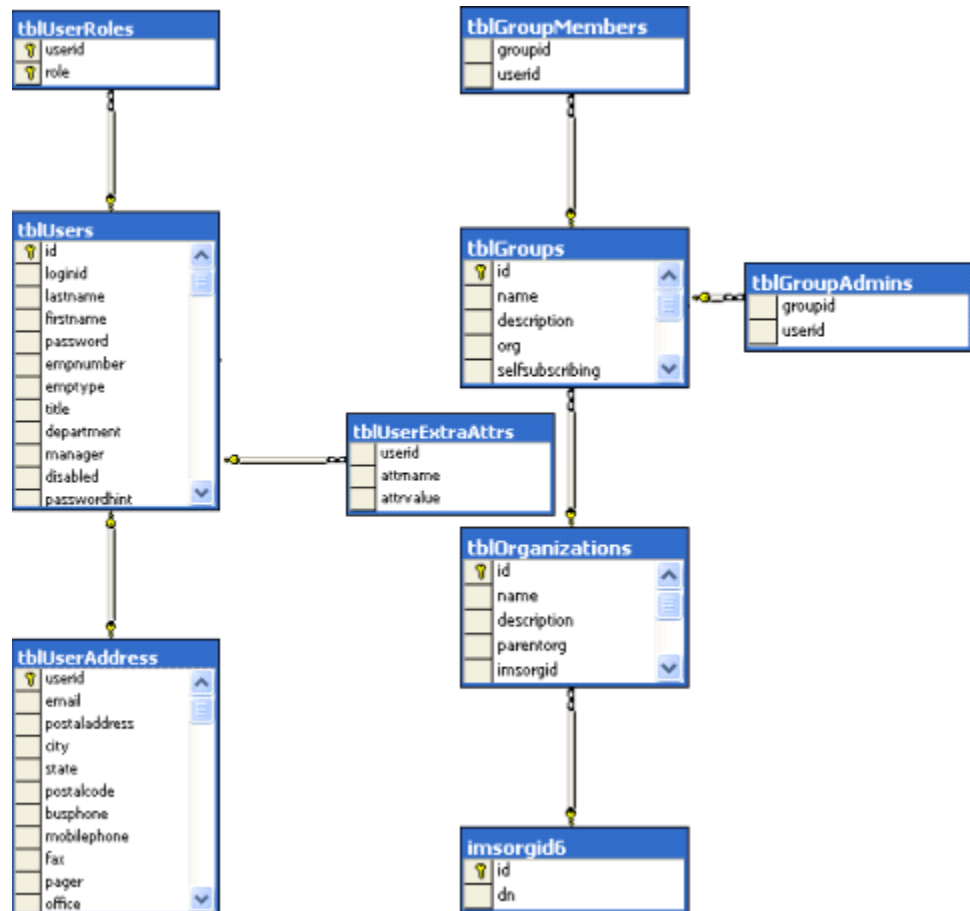 tblUserRoles
userid
role
tblGroupMembers
groupid
userid
tblUsers
id
loginid
lastname
firstname
password
empnumber
emptype
title
department
manager
disabled
passwordhint
tblGroups
id
name
description
org
selfsubscribing
tblGroupAdmins
groupid
userid
tblUserExtraAttrs
userid
attrname
attrvalue
tblOrganizations
id
name
description
parentorg
imsorgid
tblUserAddress
userid
email
postaladdress
city
state
postalcode
busphone
mobilephone
fax
pager
office
imsorgid6
id
dn